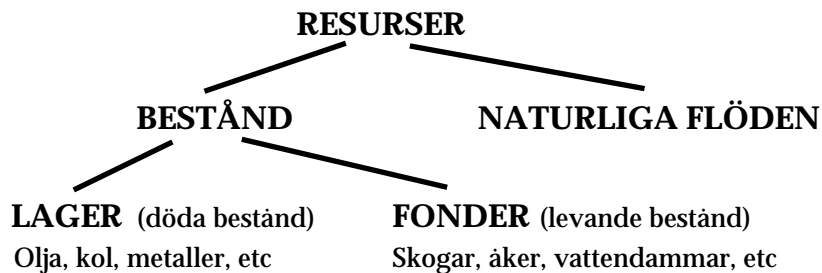 RESURSER
BESTÅND NATURLIGA FLÖDEN
LAGER (döda bestånd) FONDER (levande bestånd)
Olja, kol, metaller, etc Skogar, åker, vattendammar, etc